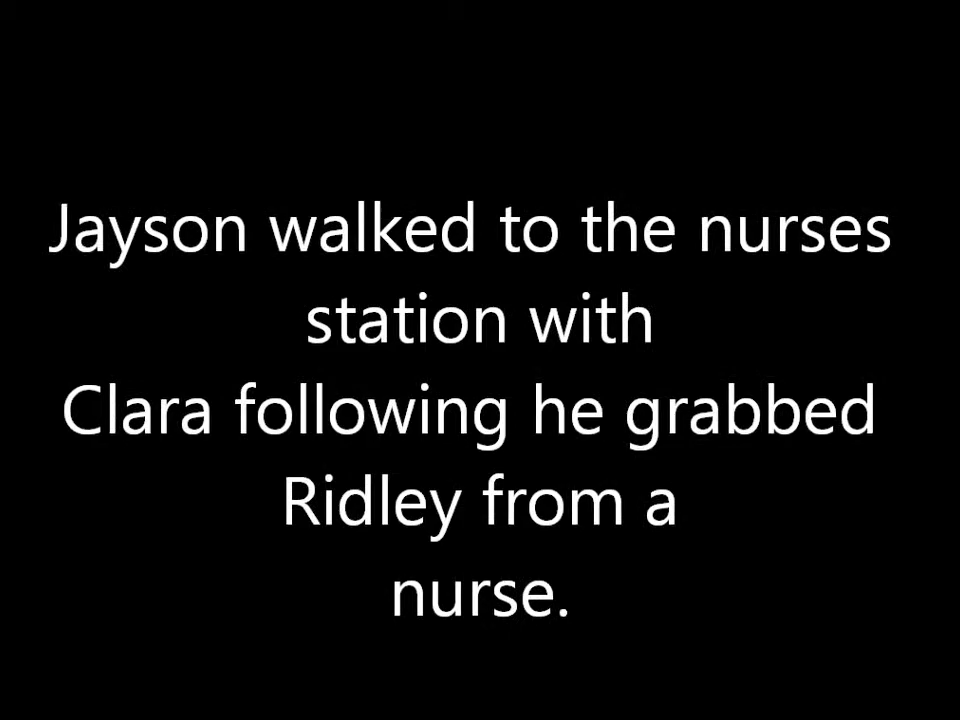 Jayson walked to the nurses
station with
Clara following he grabbed
Ridley from a
nurse.